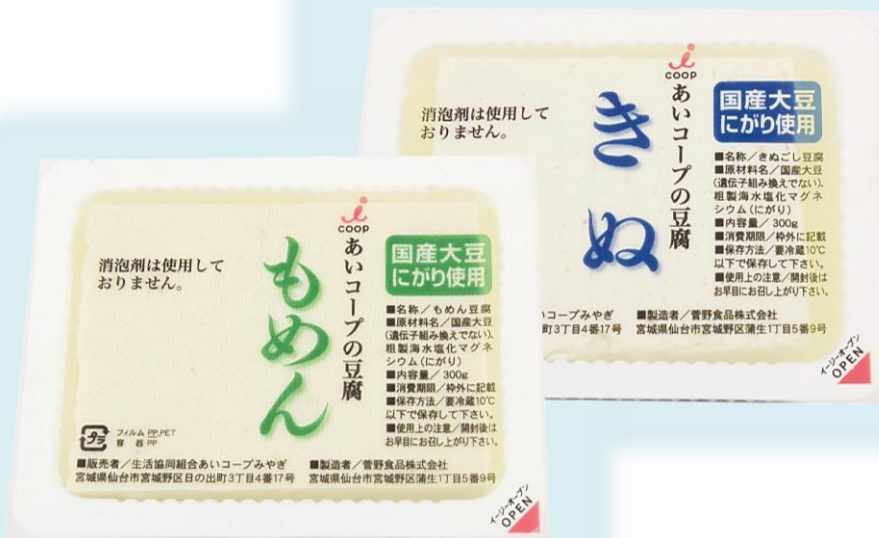 COOP
あいコープの豆腐
きぬ
消泡剤は使用して
おりません。
国産大豆
にがり使用
■名称／きぬごし豆腐
■原材料名／国産大豆
(遺伝子組み換えでない)、
粗製海水塩化マグネ
シウム(にがり)
■内容量／300g
■消費期限／枠外に記載
■保存方法／要冷蔵10℃
以下で保存して下さい。
■使用上の注意／開封後は
お早目にお召し上がり下さい。
いコープみやぎ ■製造者／菅野食品株式会社
町3丁目4番17号 宮城県仙台市宮城野区蒲生1丁目5番9号
イージーオープン
OPEN
COOP
あいコープの豆腐
もめん
消泡剤は使用して
おりません。
国産大豆
にがり使用
■名称／もめん豆腐
■原材料名／国産大豆
(遺伝子組み換えでない)、
粗製海水塩化マグネ
シウム(にがり)
■内容量／300g
■消費期限／枠外に記載
■保存方法／要冷蔵10℃
以下で保存して下さい。
■使用上の注意／開封後は
お早目にお召し上がり下さい。
プラ
フィルム PP,PET
容器 PP
■販売者／生活協同組合あいコープみやぎ ■製造者／菅野食品株式会社
宮城県仙台市宮城野区日の出町3丁目4番17号 宮城県仙台市宮城野区蒲生1丁目5番9号
イージーオープン
OPEN